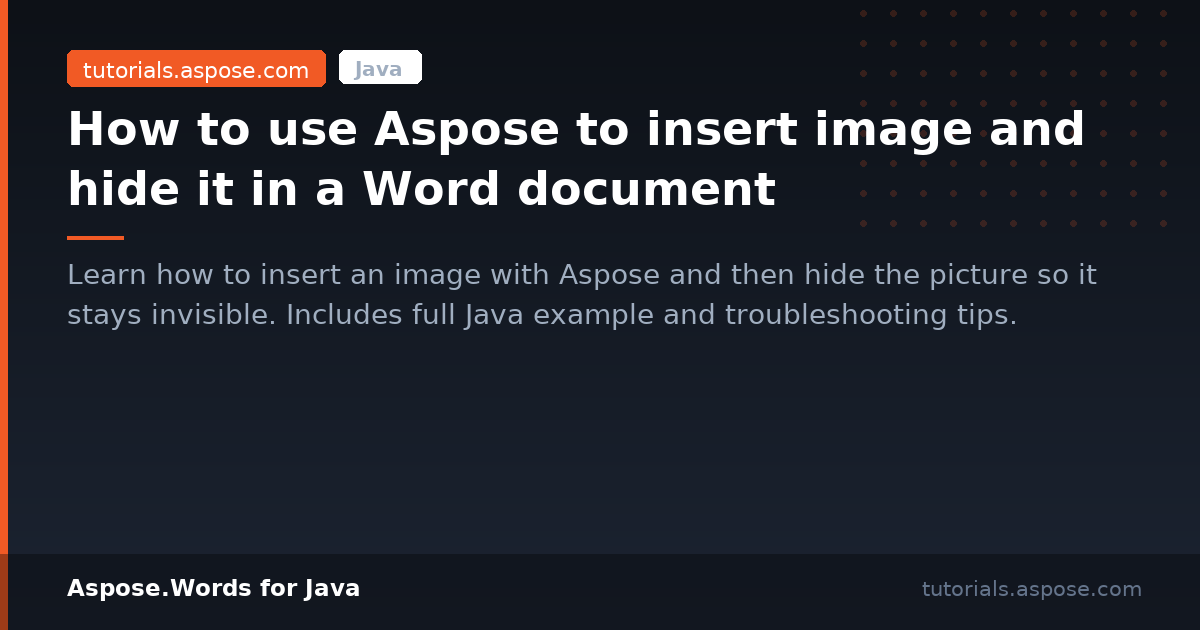 tutorials.aspose.com
Java
How to use Aspose to insert image and
hide it in a Word document
Learn how to insert an image with Aspose and then hide the picture so it
stays invisible. Includes full Java example and troubleshooting tips.
Aspose.Words for Java
tutorials.aspose.com